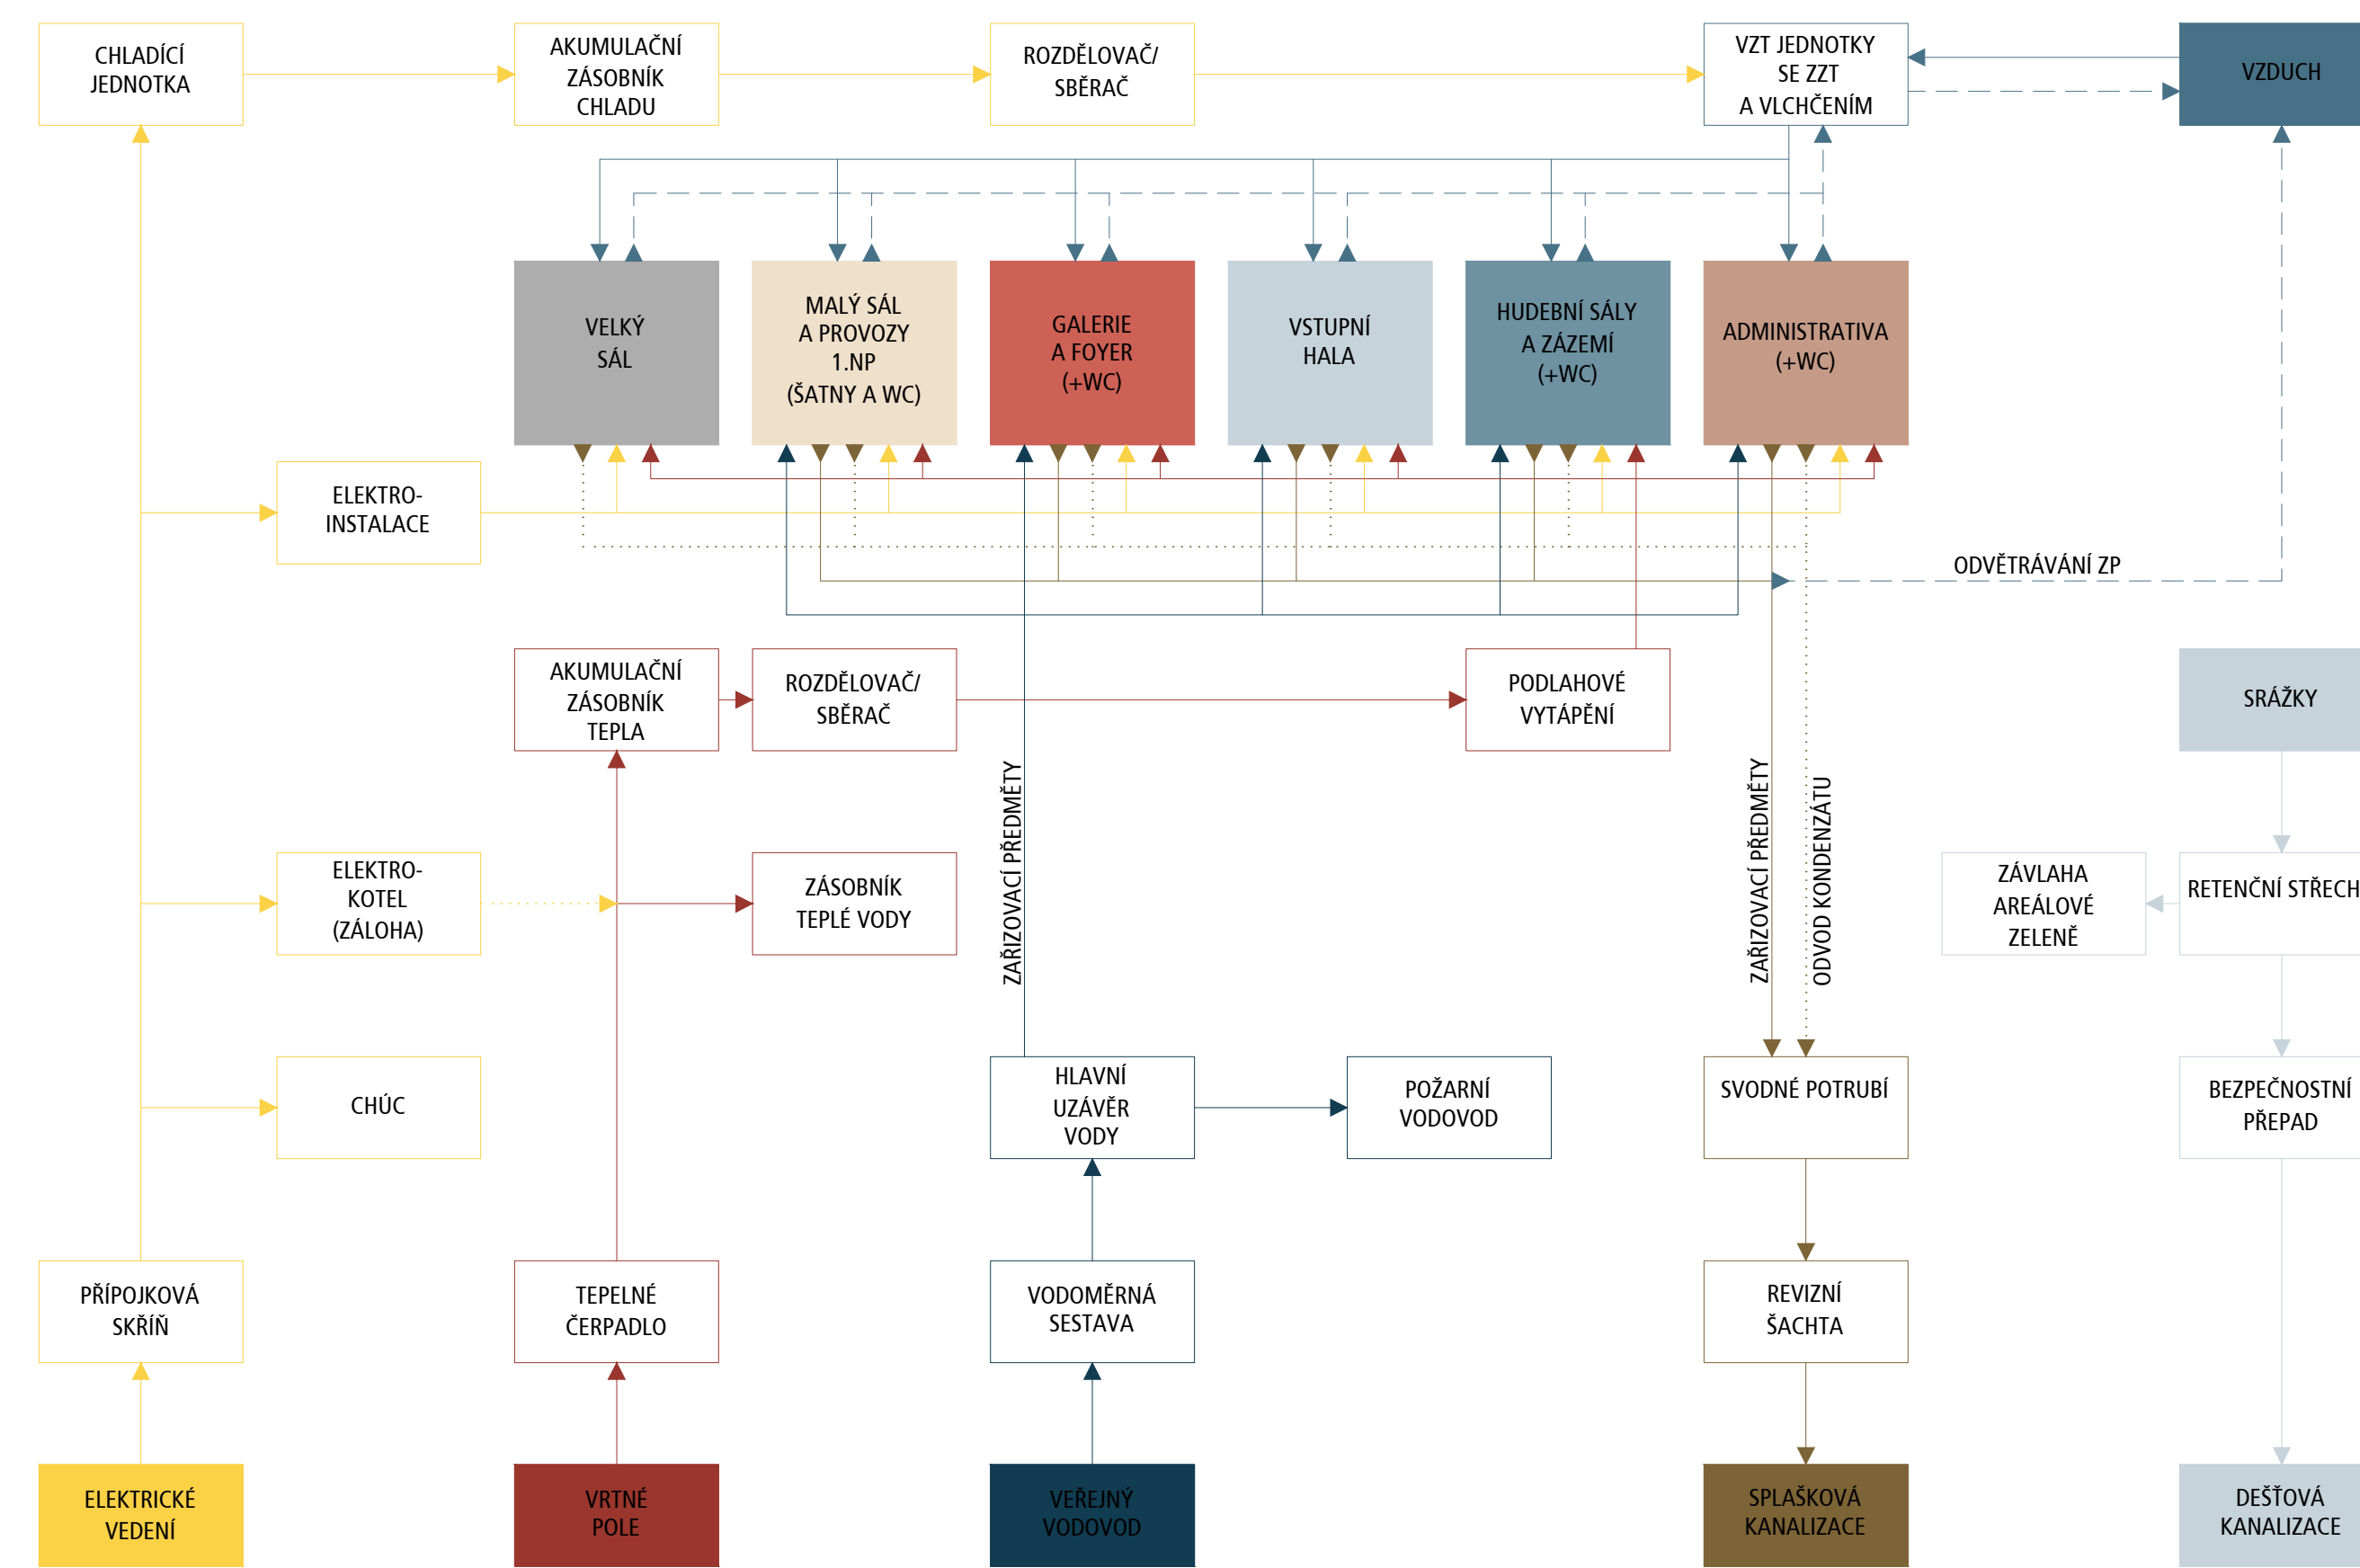 CHLADÍCÍ
JEDNOTKA
AKUMULAČNÍ
ZÁSOBNÍK
CHLADU
ROZDĚLOVAČ/
SBĚRAČ
VZT JEDNOTKY
SE ZZT
A VLCHČENÍM
VZDUCH
VELKÝ
SÁL
MALÝ SÁL
A PROVOZY
1.NP
(ŠATNY A WC)
GALERIE
A FOYER
(+WC)
VSTUPNÍ
HALA
HUDEBNÍ SÁLY
A ZÁZEMÍ
(+WC)
ADMINISTRATIVA
(+WC)
ELEKTRO-
INSTALACE
ODVĚTRÁVÁNÍ ZP
AKUMULAČNÍ
ZÁSOBNÍK
TEPLA
ROZDĚLOVAČ/
SBĚRAČ
PODLAHOVÉ
VYTÁPĚNÍ
SRÁŽKY
ELEKTRO-
KOTEL
(ZÁLOHA)
ZÁSOBNÍK
TEPLÉ VODY
ZAŘIZOVACÍ PŘEDMĚTY
ZAŘIZOVACÍ PŘEDMĚTY
ODVOD KONDENZÁTU
ZÁVLAHA
AREÁLOVÉ
ZELENĚ
RETENČNÍ STŘECH
CHÚC
HLAVNÍ
UZÁVĚR
VODY
POŽARNÍ
VODOVOD
SVODNÉ POTRUBÍ
BEZPEČNOSTNÍ
PŘEPAD
PŘÍPOJKOVÁ
SKŘÍŇ
TEPELNÉ
ČERPADLO
VODOMĚRNÁ
SESTAVA
REVIZNÍ
ŠACHTA
ELEKTRICKÉ
VEDENÍ
VRTNÉ
POLE
VEŘEJNÝ
VODOVOD
SPLAŠKOVÁ
KANALIZACE
DEŠŤOVÁ
KANALIZACE